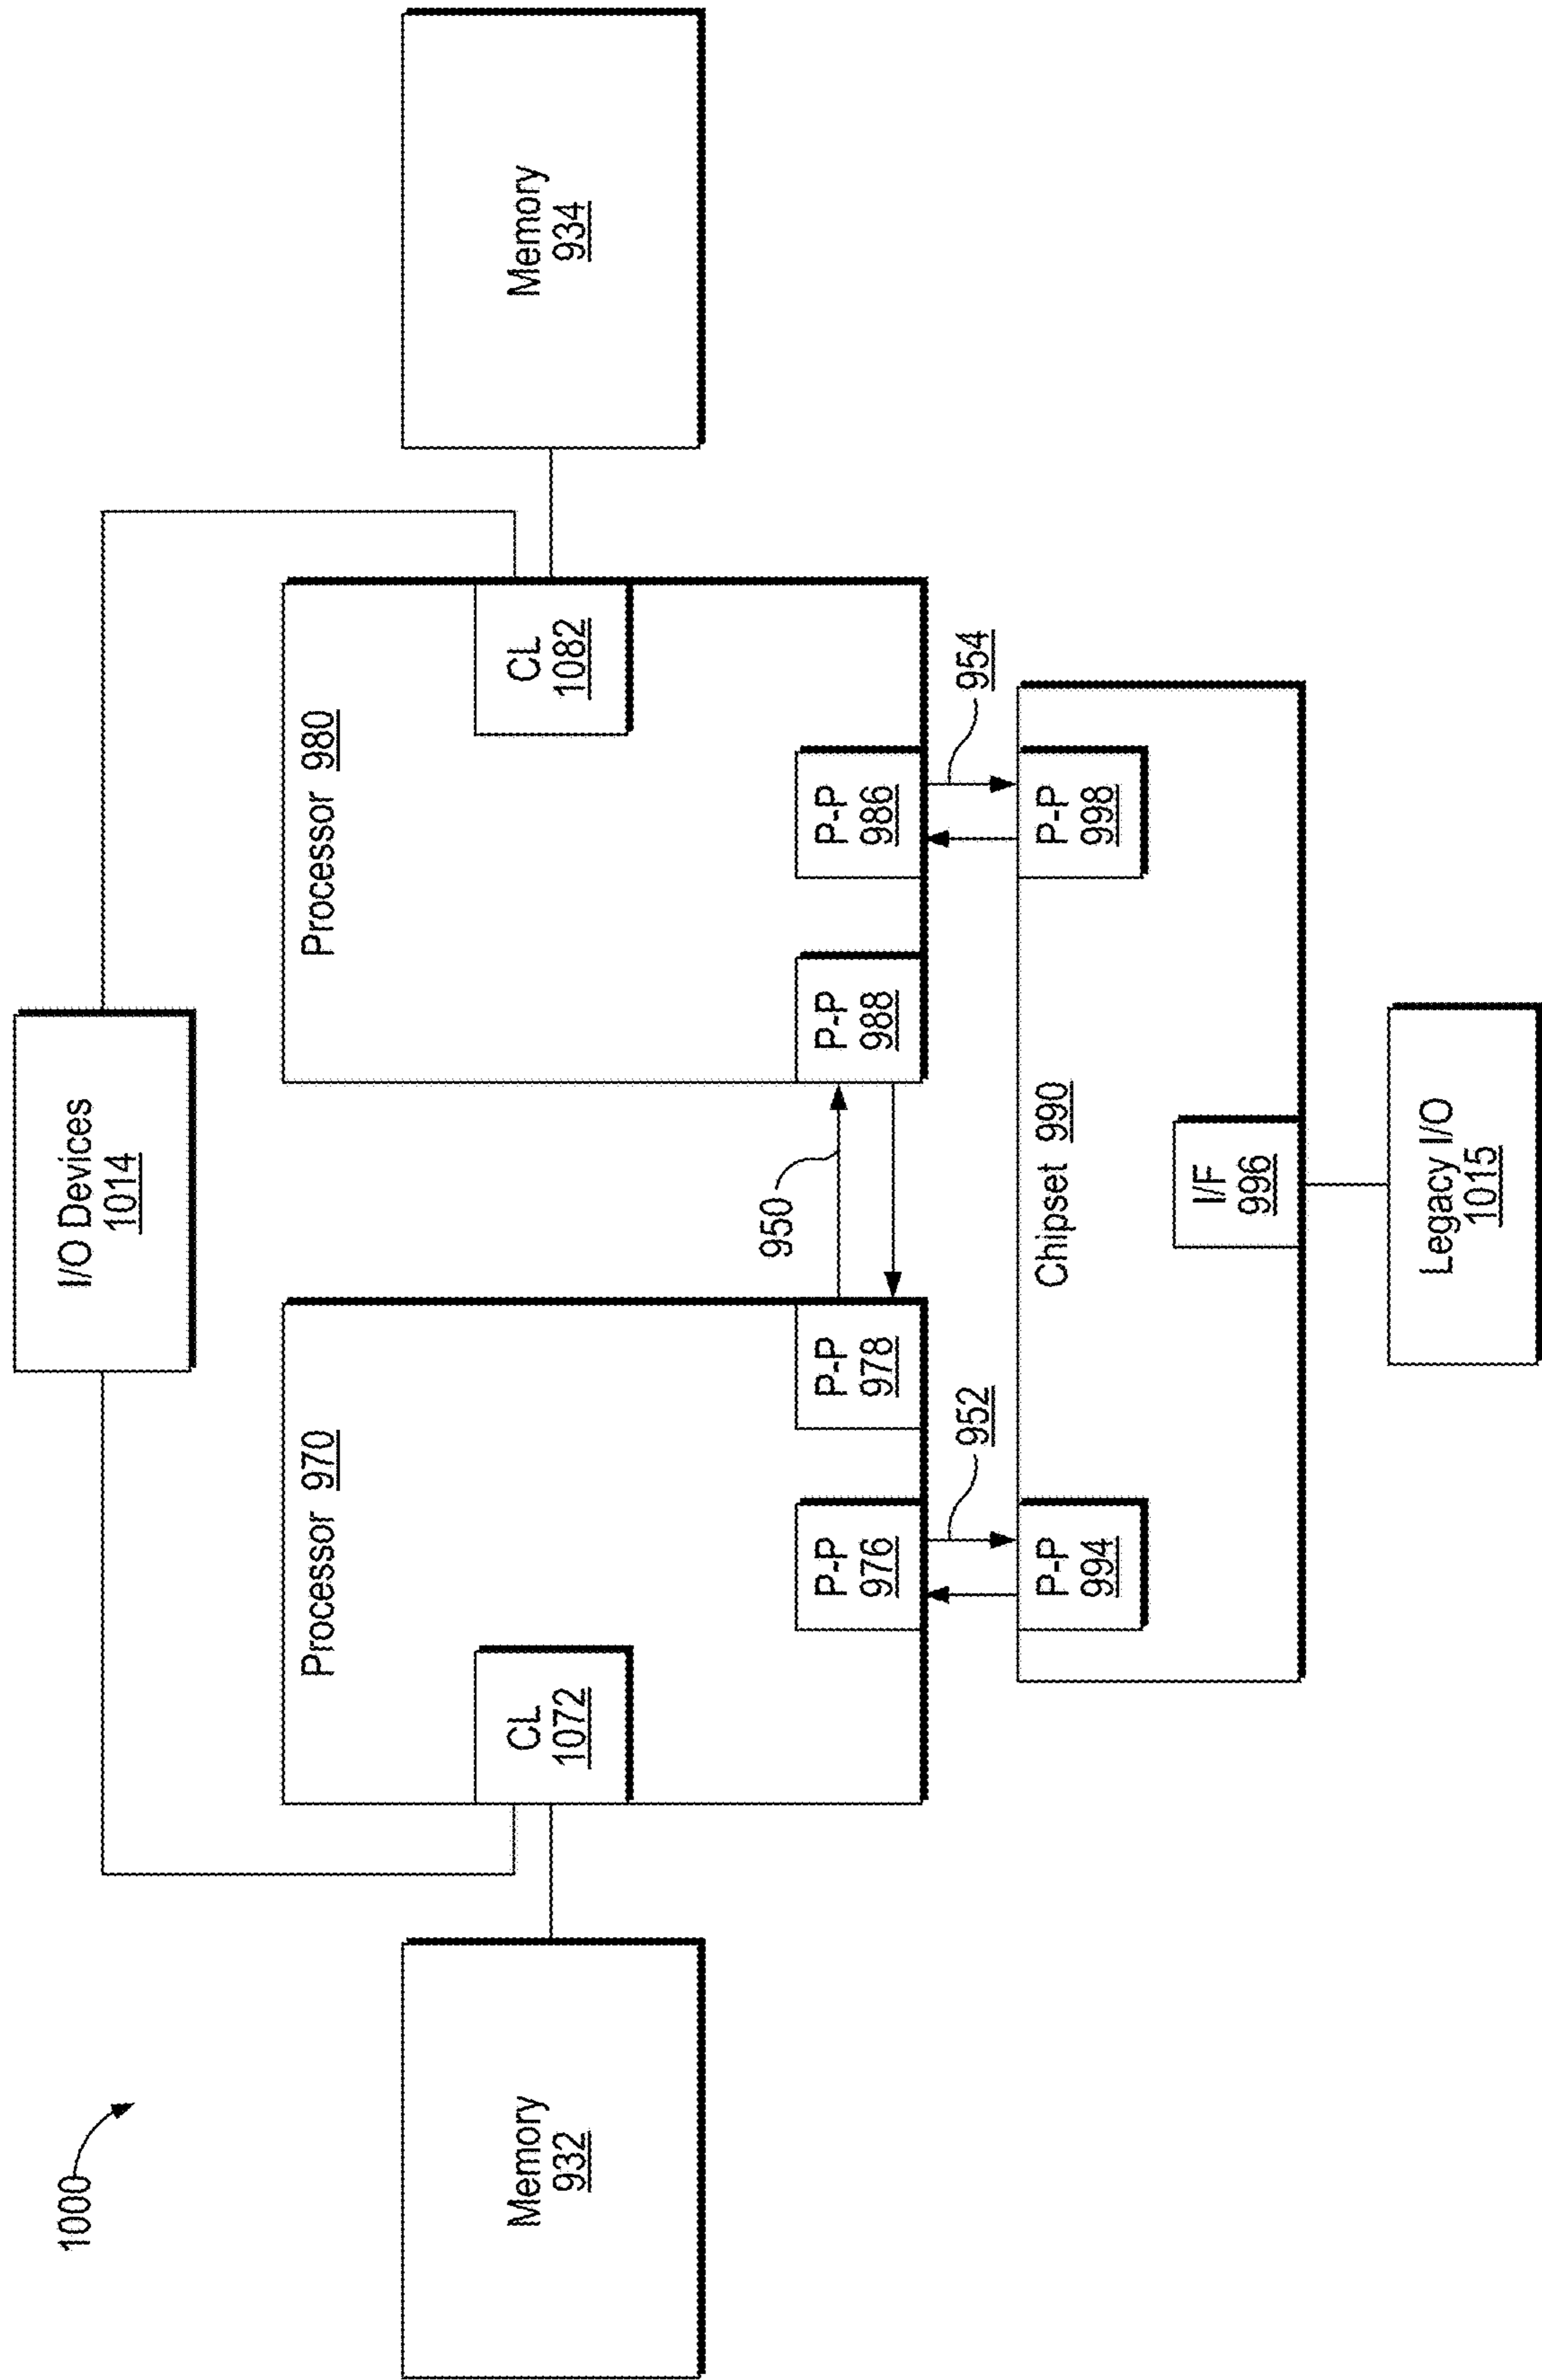 1000
I/O Devices
1014
Memory
932
Processor 970
CL
1072
P-P
976
P-P
978
950
Processor 980
CL
1082
P-P
988
P-P
986
Memory
934
952
954
P-P
994
Chipset 990
P-P
998
I/F
996
Legacy I/O
1015